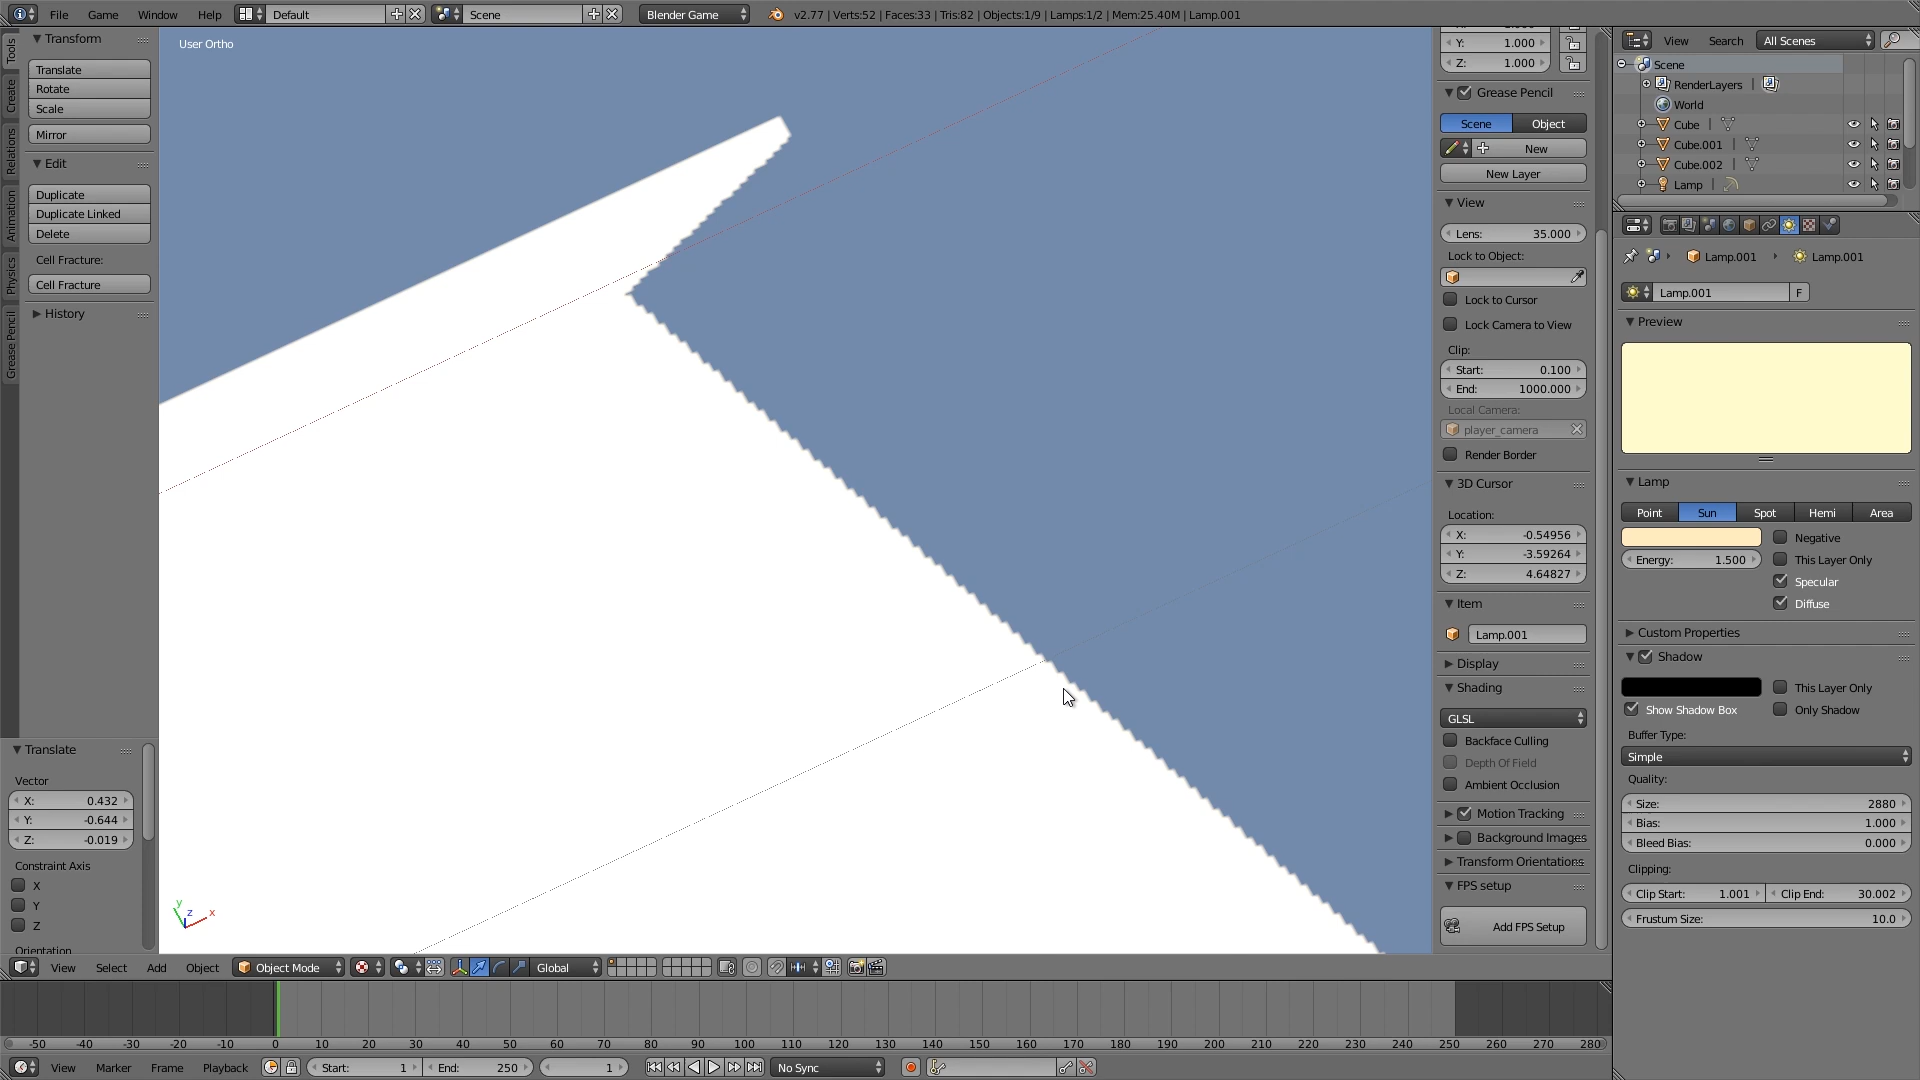 File Game Window Help Default Scene Blender Game v2.77 | Verts:52 | Faces:33 | Tris:82 | Objects:1/9 | Lamps:1/2 | Mem:25.40M | Lamp.001
Tools
Create
Relations
Animation
Physics
Grease Pencil
Transform
Translate
Rotate
Scale
Mirror
Edit
Duplicate
Duplicate Linked
Delete
Cell Fracture:
Cell Fracture
History
Translate
Vector
X: 0.432
Y: -0.644
Z: -0.019
Constraint Axis
X
Y
Z
Orientation
User Ortho
y
z
x
Y: 1.000
Z: 1.000
Grease Pencil
Scene Object
New
New Layer
View
Lens: 35.000
Lock to Object:
Lock to Cursor
Lock Camera to View
Clip:
Start: 0.100
End: 1000.000
Local Camera:
player_camera
Render Border
3D Cursor
Location:
X: -0.54956
Y: -3.59264
Z: 4.64827
Item
Lamp.001
Display
Shading
GLSL
Backface Culling
Depth Of Field
Ambient Occlusion
Motion Tracking
Background Images
Transform Orientations
FPS setup
Add FPS Setup
View Search All Scenes
Scene
RenderLayers |
World
Cube |
Cube.001 |
Cube.002 |
Lamp |
Lamp.001 Lamp.001
Lamp.001 F
Preview
Lamp
Point Sun Spot Hemi Area
Negative
Energy: 1.500 This Layer Only
Specular
Diffuse
Custom Properties
Shadow
This Layer Only
Show Shadow Box Only Shadow
Buffer Type:
Simple
Quality:
Size: 2880
Bias: 1.000
Bleed Bias: 0.000
Clipping:
Clip Start: 1.001 Clip End: 30.002
Frustum Size: 10.0
View Select Add Object Object Mode Global
-50 -40 -30 -20 -10 0 10 20 30 40 50 60 70 80 90 100 110 120 130 140 150 160 170 180 190 200 210 220 230 240 250 260 270 280
View Marker Frame Playback Start: 1 End: 250 1 No Sync